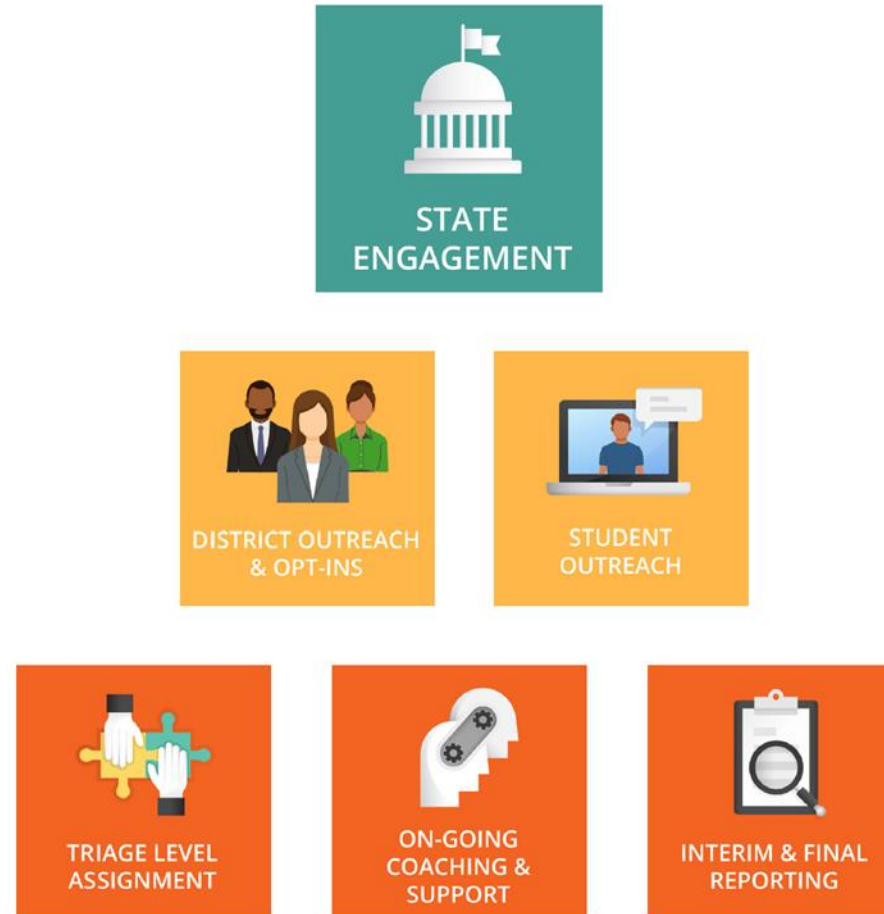 STATE
ENGAGEMENT
DISTRICT OUTREACH
& OPT-INS
STUDENT
OUTREACH
TRIAGE LEVEL
ASSIGNMENT
ON-GOING
COACHING &
SUPPORT
INTERIM & FINAL
REPORTING